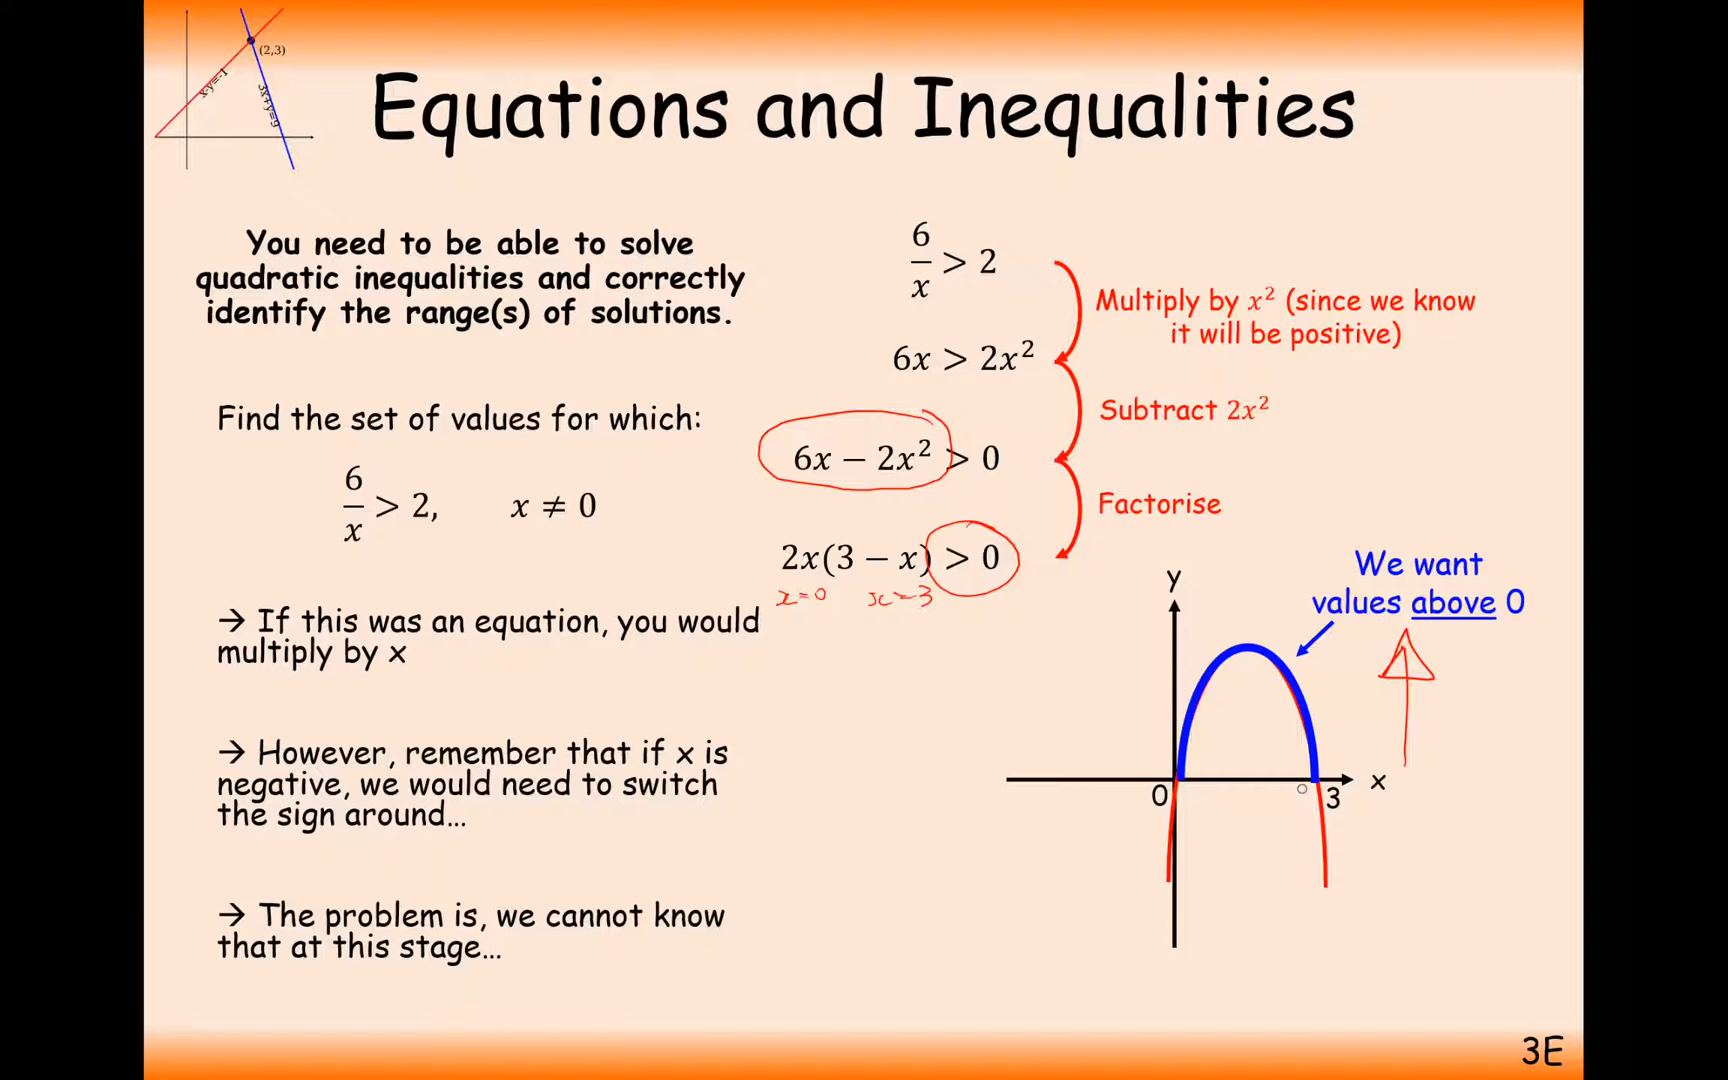 (2,3)
x-y=-1
3x+y=9
Equations and Inequalities
You need to be able to solve
quadratic inequalities and correctly
identify the range(s) of solutions.
Find the set of values for which:
6/x > 2, x ≠ 0
→ If this was an equation, you would
multiply by x
→ However, remember that if x is
negative, we would need to switch
the sign around…
→ The problem is, we cannot know
that at this stage…
6/x > 2
Multiply by x² (since we know
it will be positive)
6x > 2x²
Subtract 2x²
6x − 2x² > 0
Factorise
2x(3 − x) > 0
x=0 x=3
We want
values above 0
y
x
0
3
3E